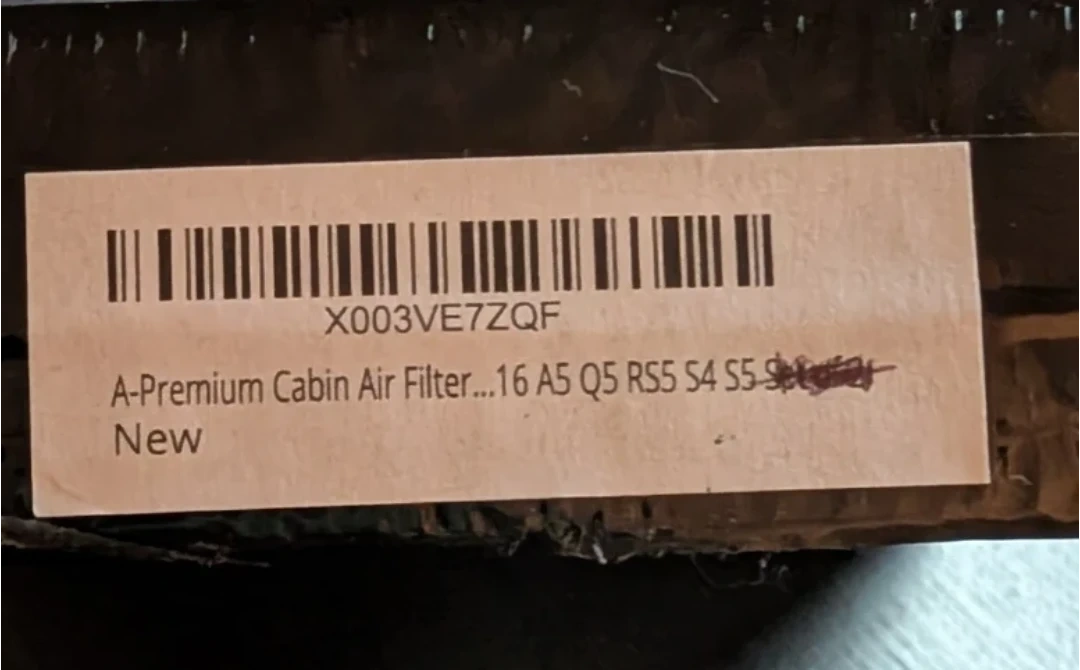 X003VE7ZQF
A-Premium Cabin Air Filter...16 A5 Q5 RS5 S4 S5
New